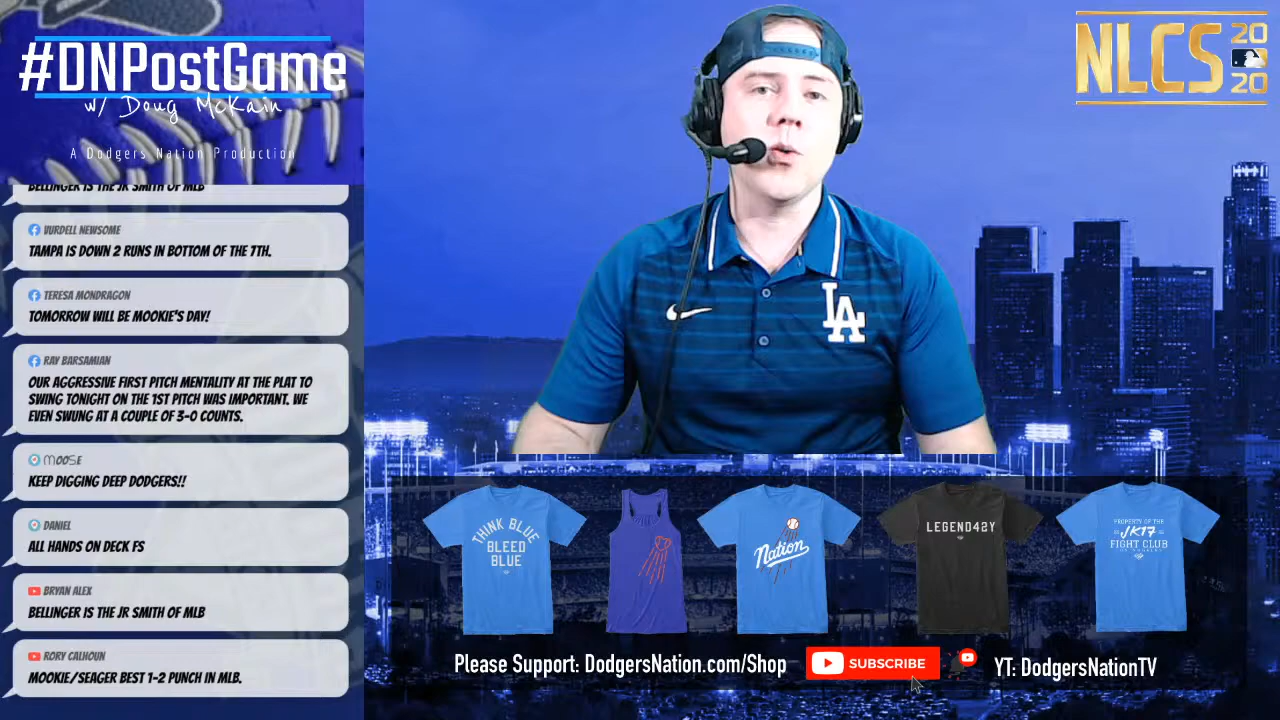 #DNPostGame
w/ Doug McKain
A Dodgers Nation Production
BELLINGER IS THE JR SMITH OF MLB
VURDELL NEWSOME
TAMPA IS DOWN 2 RUNS IN BOTTOM OF THE 7TH.
TERESA MONDRAGON
TOMORROW WILL BE MOOKIE'S DAY!
RAY BARSAMIAN
OUR AGGRESSIVE FIRST PITCH MENTALITY AT THE PLAT TO
SWING TONIGHT ON THE 1ST PITCH WAS IMPORTANT. WE
EVEN SWUNG AT A COUPLE OF 3-0 COUNTS.
MOOSE
KEEP DIGGING DEEP DODGERS!!
DANIEL
ALL HANDS ON DECK FS
BRYAN ALEX
BELLINGER IS THE JR SMITH OF MLB
RORY CALHOUN
MOOKIE/SEAGER BEST 1-2 PUNCH IN MLB.
NLCS
20
20
LA
THINK BLUE
BLEED
BLUE
Nation
LEGEND42Y
PROPERTY OF THE
JK17
FIGHT CLUB
LOS ANGELES
Please Support: DodgersNation.com/Shop
SUBSCRIBE
YT: DodgersNationTV